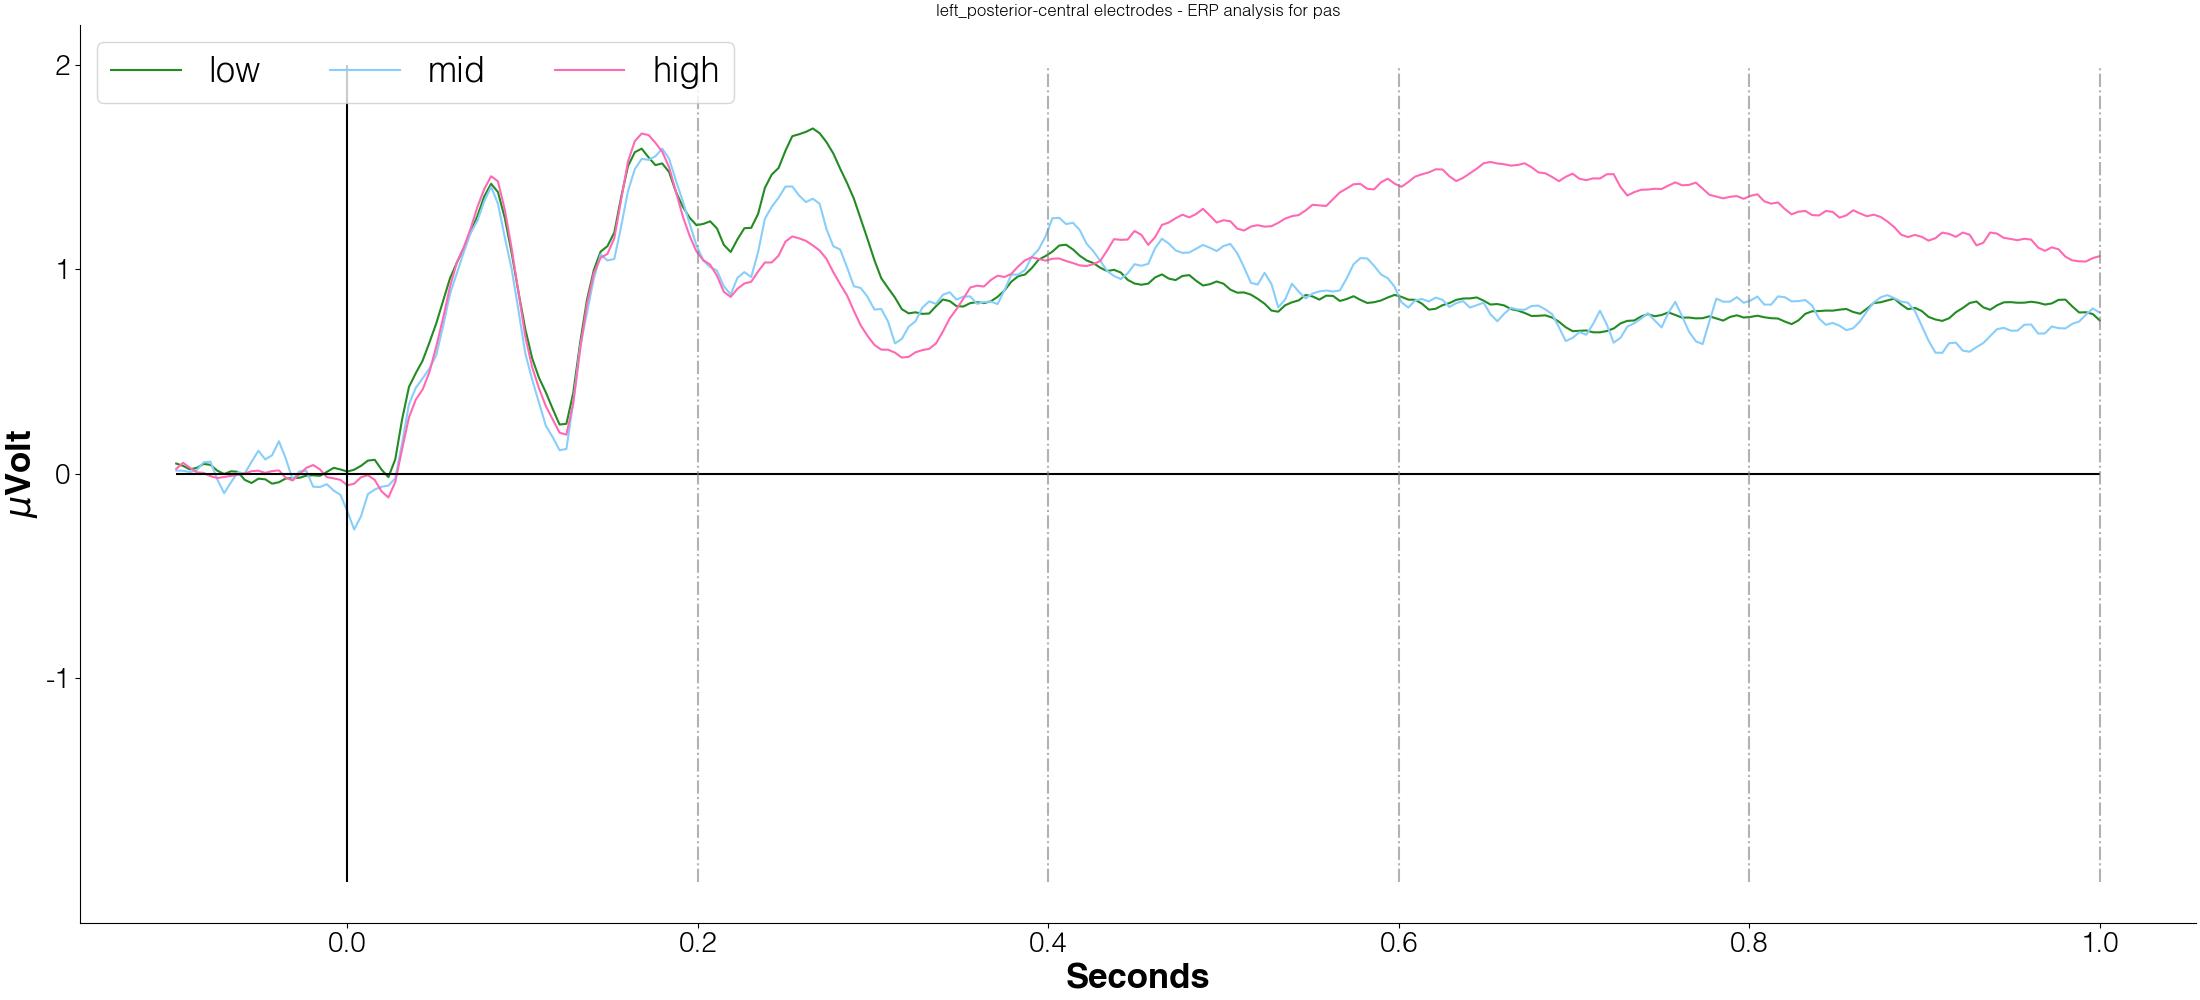 left_posterior-central electrodes - ERP analysis for pas
low mid high
2
1
0
-1
µVolt
0.0 0.2 0.4 0.6 0.8 1.0
Seconds